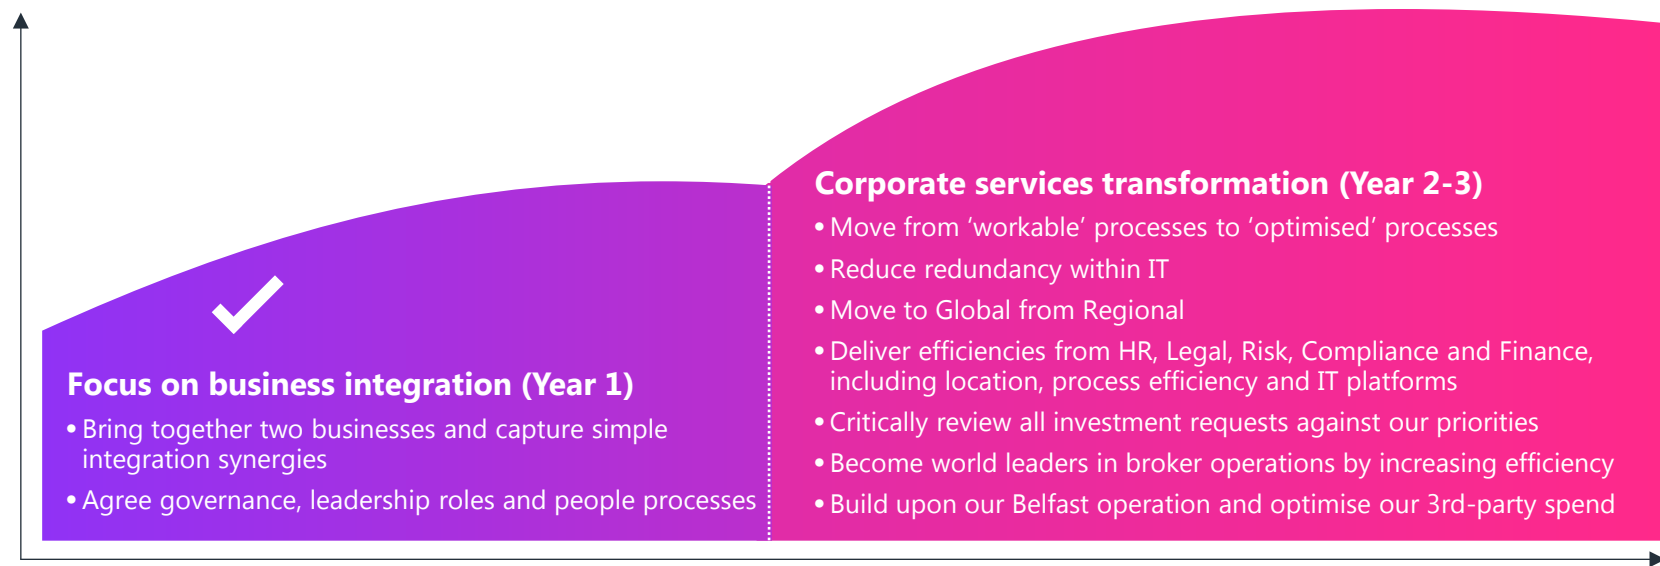 Focus on business integration (Year 1)
• Bring together two businesses and capture simple
integration synergies
• Agree governance, leadership roles and people processes
Corporate services transformation (Year 2-3)
• Move from ‘workable’ processes to ‘optimised’ processes
• Reduce redundancy within IT
• Move to Global from Regional
• Deliver efficiencies from HR, Legal, Risk, Compliance and Finance,
including location, process efficiency and IT platforms
• Critically review all investment requests against our priorities
• Become world leaders in broker operations by increasing efficiency
• Build upon our Belfast operation and optimise our 3rd-party spend